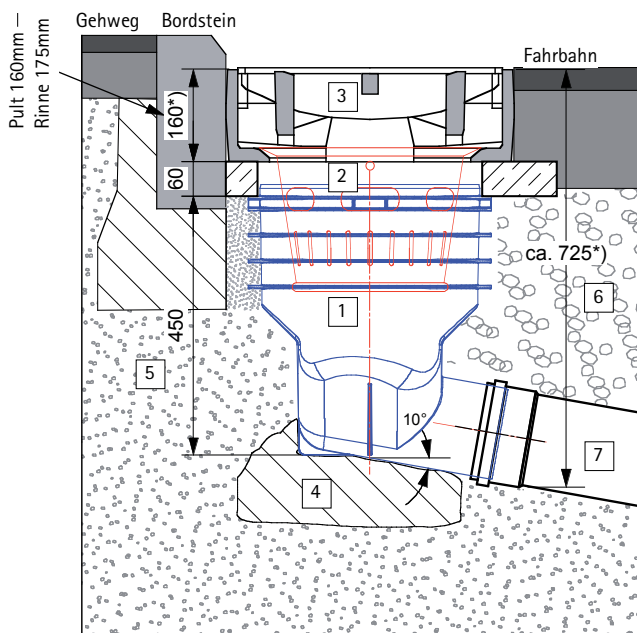 Gehweg
Bordstein
Pult 160mm –
Rinne 175mm
Fahrbahn
3
160*)
2
60
ca. 725*)
6
1
450
5
10°
7
4